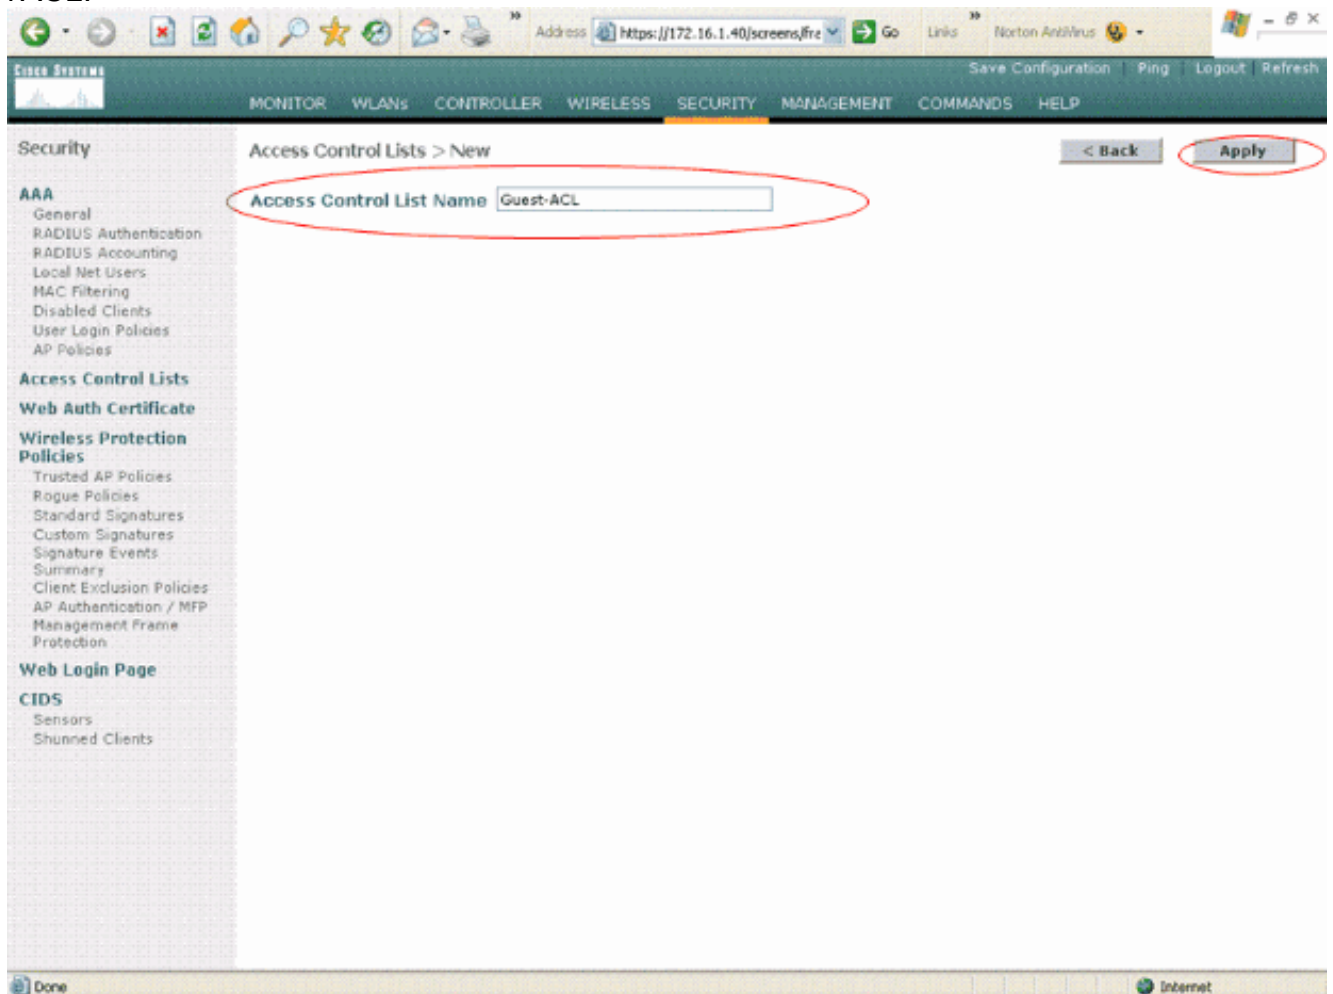 Address https://172.16.1.40/screens/fra Go Links Norton AntiVirus
CISCO SYSTEMS
Save Configuration Ping Logout Refresh
MONITOR WLANs CONTROLLER WIRELESS SECURITY MANAGEMENT COMMANDS HELP
Security
Access Control Lists > New
< Back
Apply
Access Control List Name Guest-ACL
AAA
General
RADIUS Authentication
RADIUS Accounting
Local Net Users
MAC Filtering
Disabled Clients
User Login Policies
AP Policies
Access Control Lists
Web Auth Certificate
Wireless Protection
Policies
Trusted AP Policies
Rogue Policies
Standard Signatures
Custom Signatures
Signature Events
Summary
Client Exclusion Policies
AP Authentication / MFP
Management Frame
Protection
Web Login Page
CIDS
Sensors
Shunned Clients
Done
Internet